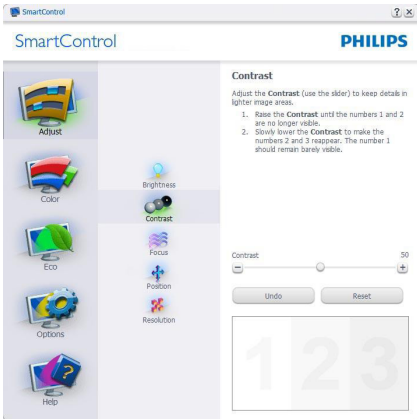 SmartControl
SmartControl
PHILIPS
Adjust
Color
Eco
Options
Help
Brightness
Contrast
Focus
Position
Resolution
Contrast
Adjust the Contrast (use the slider) to keep details in
lighter image areas.
1. Raise the Contrast until the numbers 1 and 2
are no longer visible.
2. Slowly lower the Contrast to make the
numbers 2 and 3 reappear. The number 1
should remain barely visible.
Contrast 50
Undo Reset
1 2 3